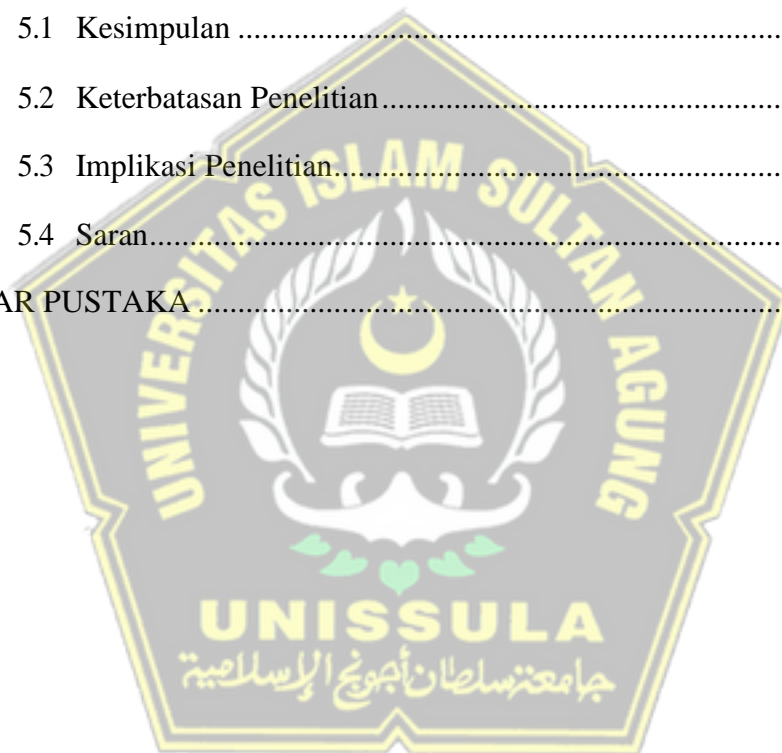 5.1 Kesimpulan ........................................................................
5.2 Keterbatasan Penelitian.....................................................
5.3 Implikasi Penelitian...........................................................
5.4 Saran..................................................................................
AR PUSTAKA ...........................................................................
UNIVERSITAS ISLAM SULTAN AGUNG
UNISSULA
جامعة سلطان أجونج الإسلامية